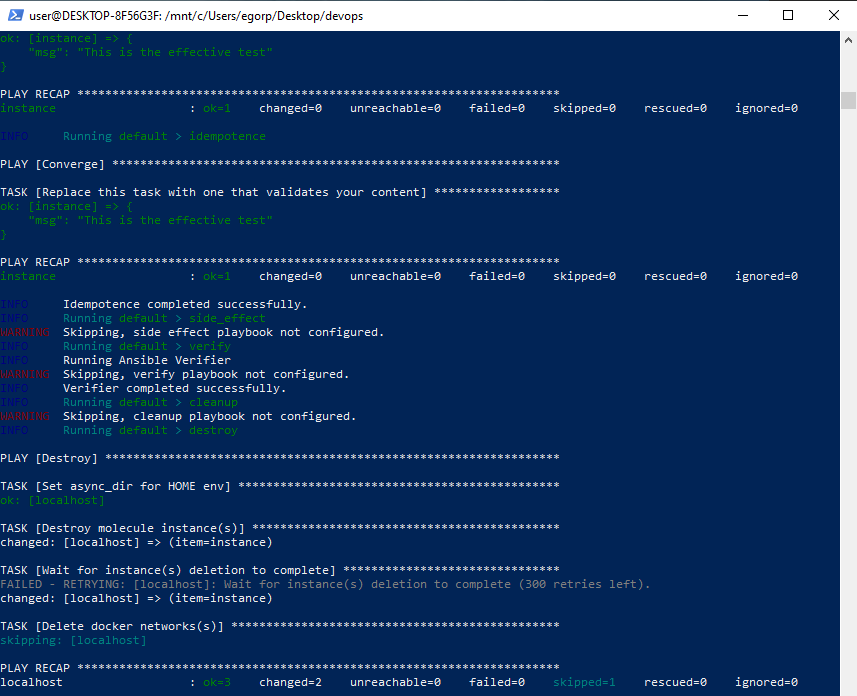 user@DESKTOP-8F56G3F: /mnt/c/Users/egorp/Desktop/devops
ok: [instance] => {
    "msg": "This is the effective test"
}
PLAY RECAP *********************************************************************
instance                   : ok=1    changed=0    unreachable=0    failed=0    skipped=0    rescued=0    ignored=0
INFO     Running default > idempotence
PLAY [Converge] ****************************************************************
TASK [Replace this task with one that validates your content] ******************
ok: [instance] => {
    "msg": "This is the effective test"
}
PLAY RECAP *********************************************************************
instance                   : ok=1    changed=0    unreachable=0    failed=0    skipped=0    rescued=0    ignored=0
INFO     Idempotence completed successfully.
INFO     Running default > side_effect
WARNING  Skipping, side effect playbook not configured.
INFO     Running default > verify
INFO     Running Ansible Verifier
WARNING  Skipping, verify playbook not configured.
INFO     Verifier completed successfully.
INFO     Running default > cleanup
WARNING  Skipping, cleanup playbook not configured.
INFO     Running default > destroy
PLAY [Destroy] *****************************************************************
TASK [Set async_dir for HOME env] **********************************************
ok: [localhost]
TASK [Destroy molecule instance(s)] ********************************************
changed: [localhost] => (item=instance)
TASK [Wait for instance(s) deletion to complete] *******************************
FAILED - RETRYING: [localhost]: Wait for instance(s) deletion to complete (300 retries left).
changed: [localhost] => (item=instance)
TASK [Delete docker networks(s)] ***********************************************
skipping: [localhost]
PLAY RECAP *********************************************************************
localhost                  : ok=3    changed=2    unreachable=0    failed=0    skipped=1    rescued=0    ignored=0